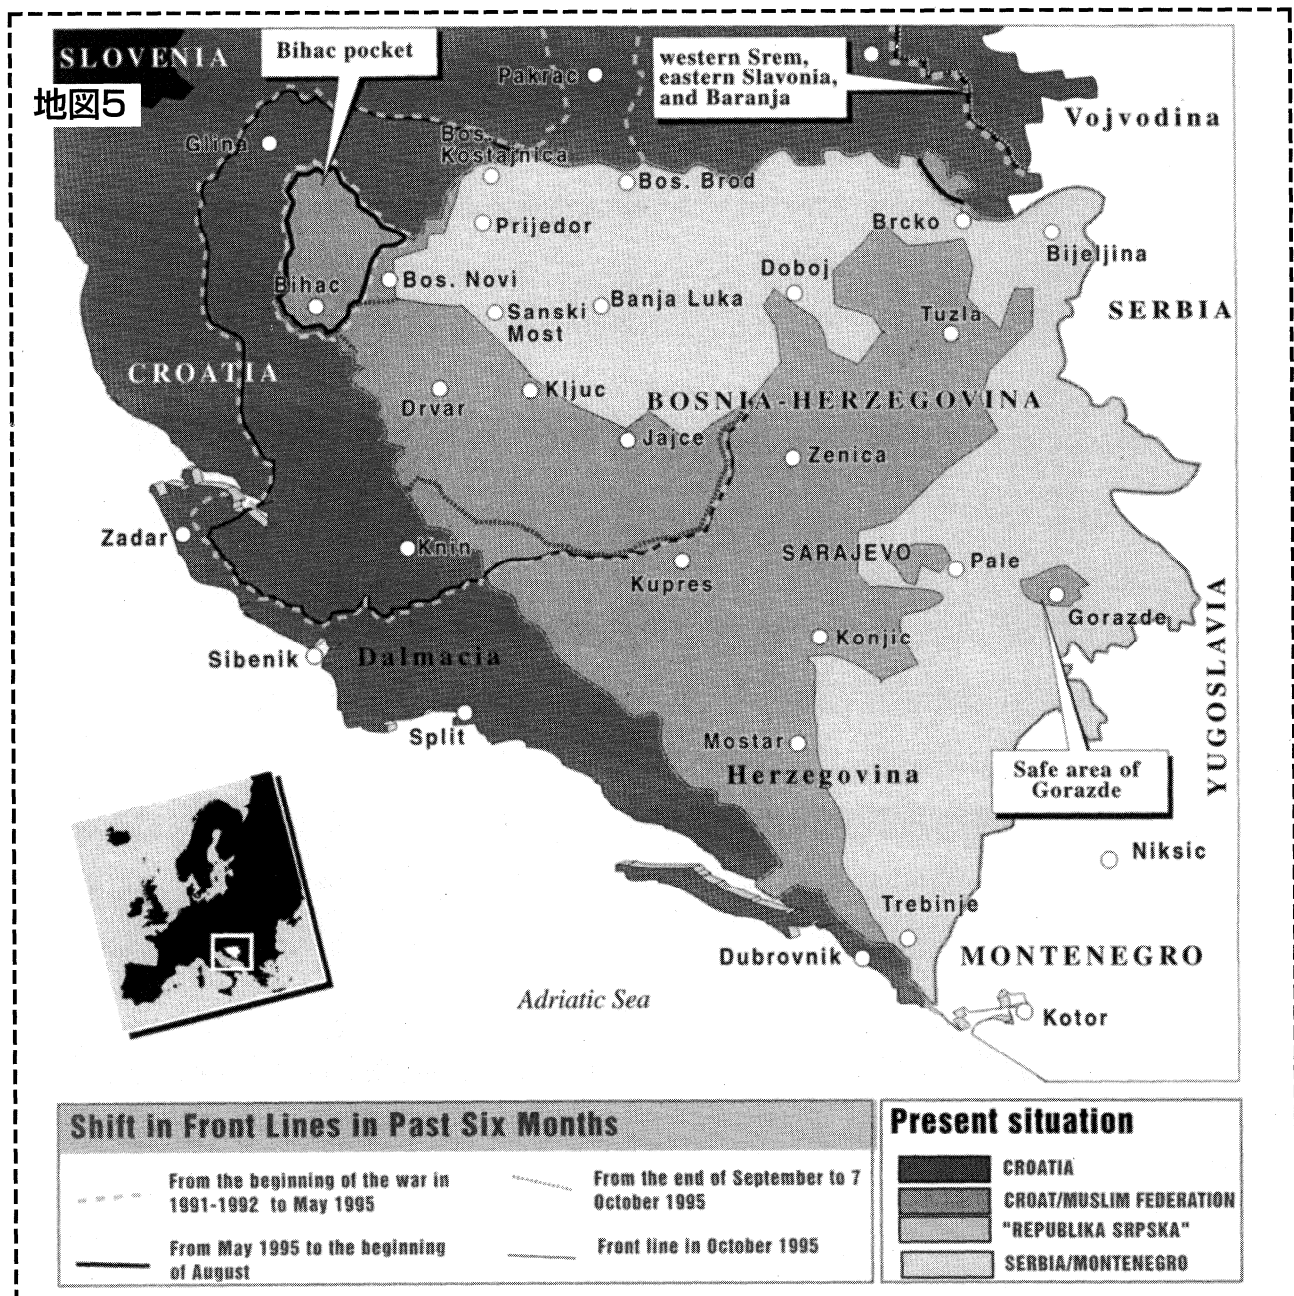 SLOVENIA
Bihac pocket
地図5
Pakrac
western Srem,
eastern Slavonia,
and Baranja
Vojvodina
Glina
Bos.
Kostajnica
Bos. Brod
Prijedor
Brcko
Bijeljina
Bihac
Bos. Novi
Doboj
Sanski
Most
Banja Luka
Tuzla
SERBIA
CROATIA
Drvar
Kljuc
BOSNIA-HERZEGOVINA
Jajce
Zenica
Zadar
Knin
Kupres
SARAJEVO
Pale
Gorazde
YUGOSLAVIA
Sibenik
Dalmacia
Konjic
Split
Mostar
Herzegovina
Safe area of
Gorazde
Niksic
Trebinje
Dubrovnik
MONTENEGRO
Adriatic Sea
Kotor
Shift in Front Lines in Past Six Months
From the beginning of the war in
1991-1992 to May 1995
From May 1995 to the beginning
of August
From the end of September to 7
October 1995
Front line in October 1995
Present situation
CROATIA
CROAT/MUSLIM FEDERATION
"REPUBLIKA SRPSKA"
SERBIA/MONTENEGRO